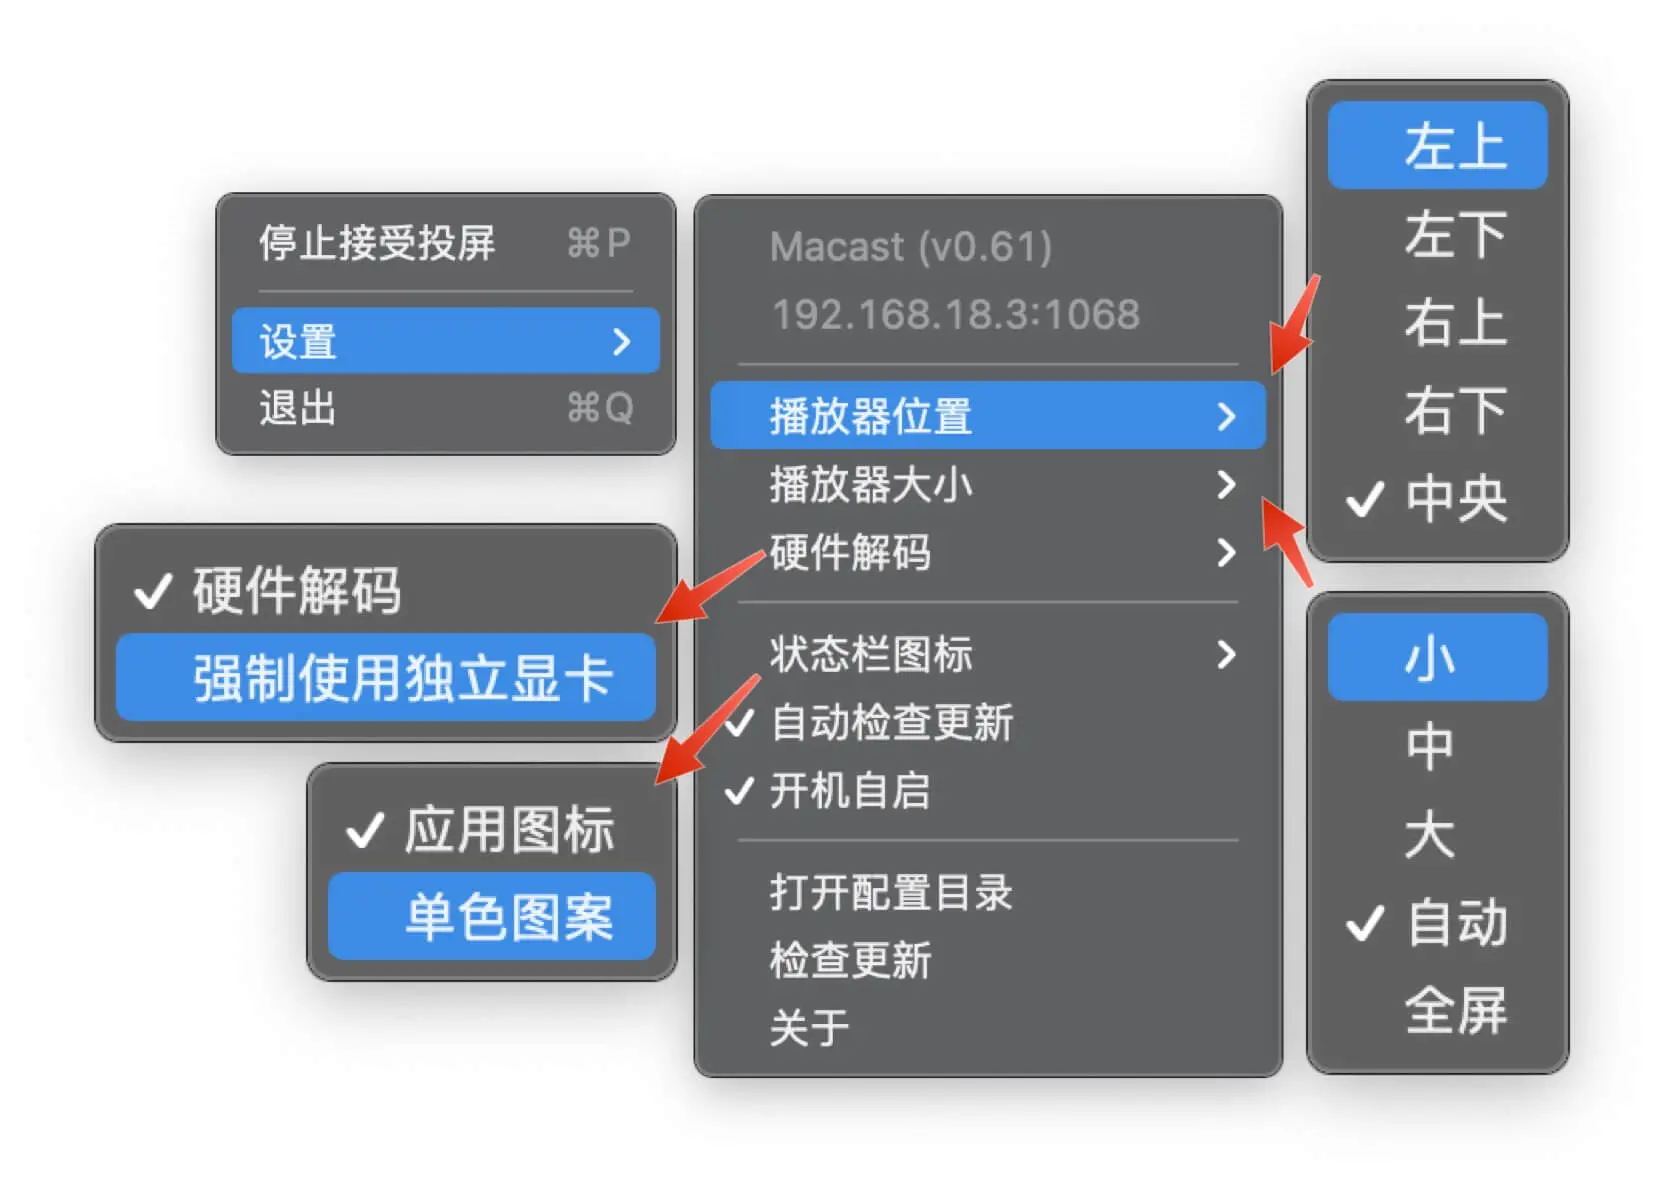 停止接受投屏 ⌘P
设置
退出 ⌘Q
Macast (v0.61)
192.168.18.3:1068
播放器位置
播放器大小
硬件解码
状态栏图标
✓ 自动检查更新
✓ 开机自启
打开配置目录
检查更新
关于
左上
左下
右上
右下
✓ 中央
小
中
大
✓ 自动
全屏
✓ 硬件解码
强制使用独立显卡
✓ 应用图标
单色图案